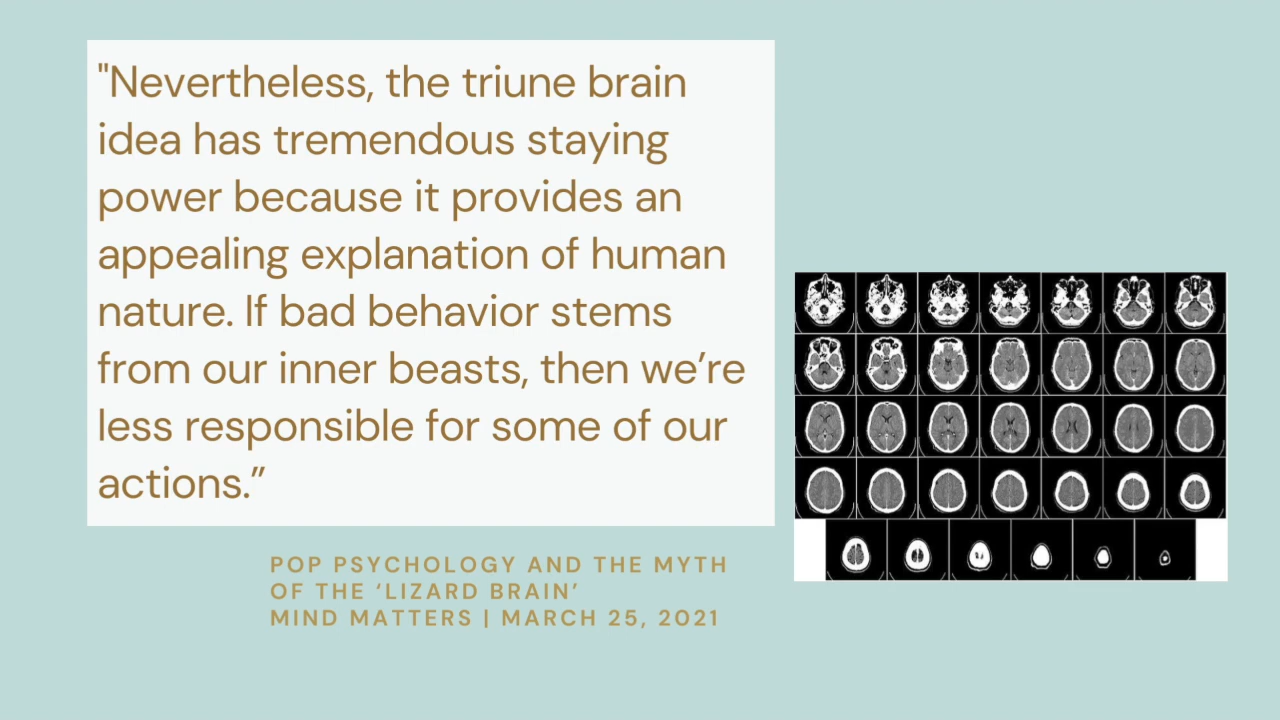 "Nevertheless, the triune brain
idea has tremendous staying
power because it provides an
appealing explanation of human
nature. If bad behavior stems
from our inner beasts, then we’re
less responsible for some of our
actions.”
POP PSYCHOLOGY AND THE MYTH
OF THE ‘LIZARD BRAIN’
MIND MATTERS | MARCH 25, 2021